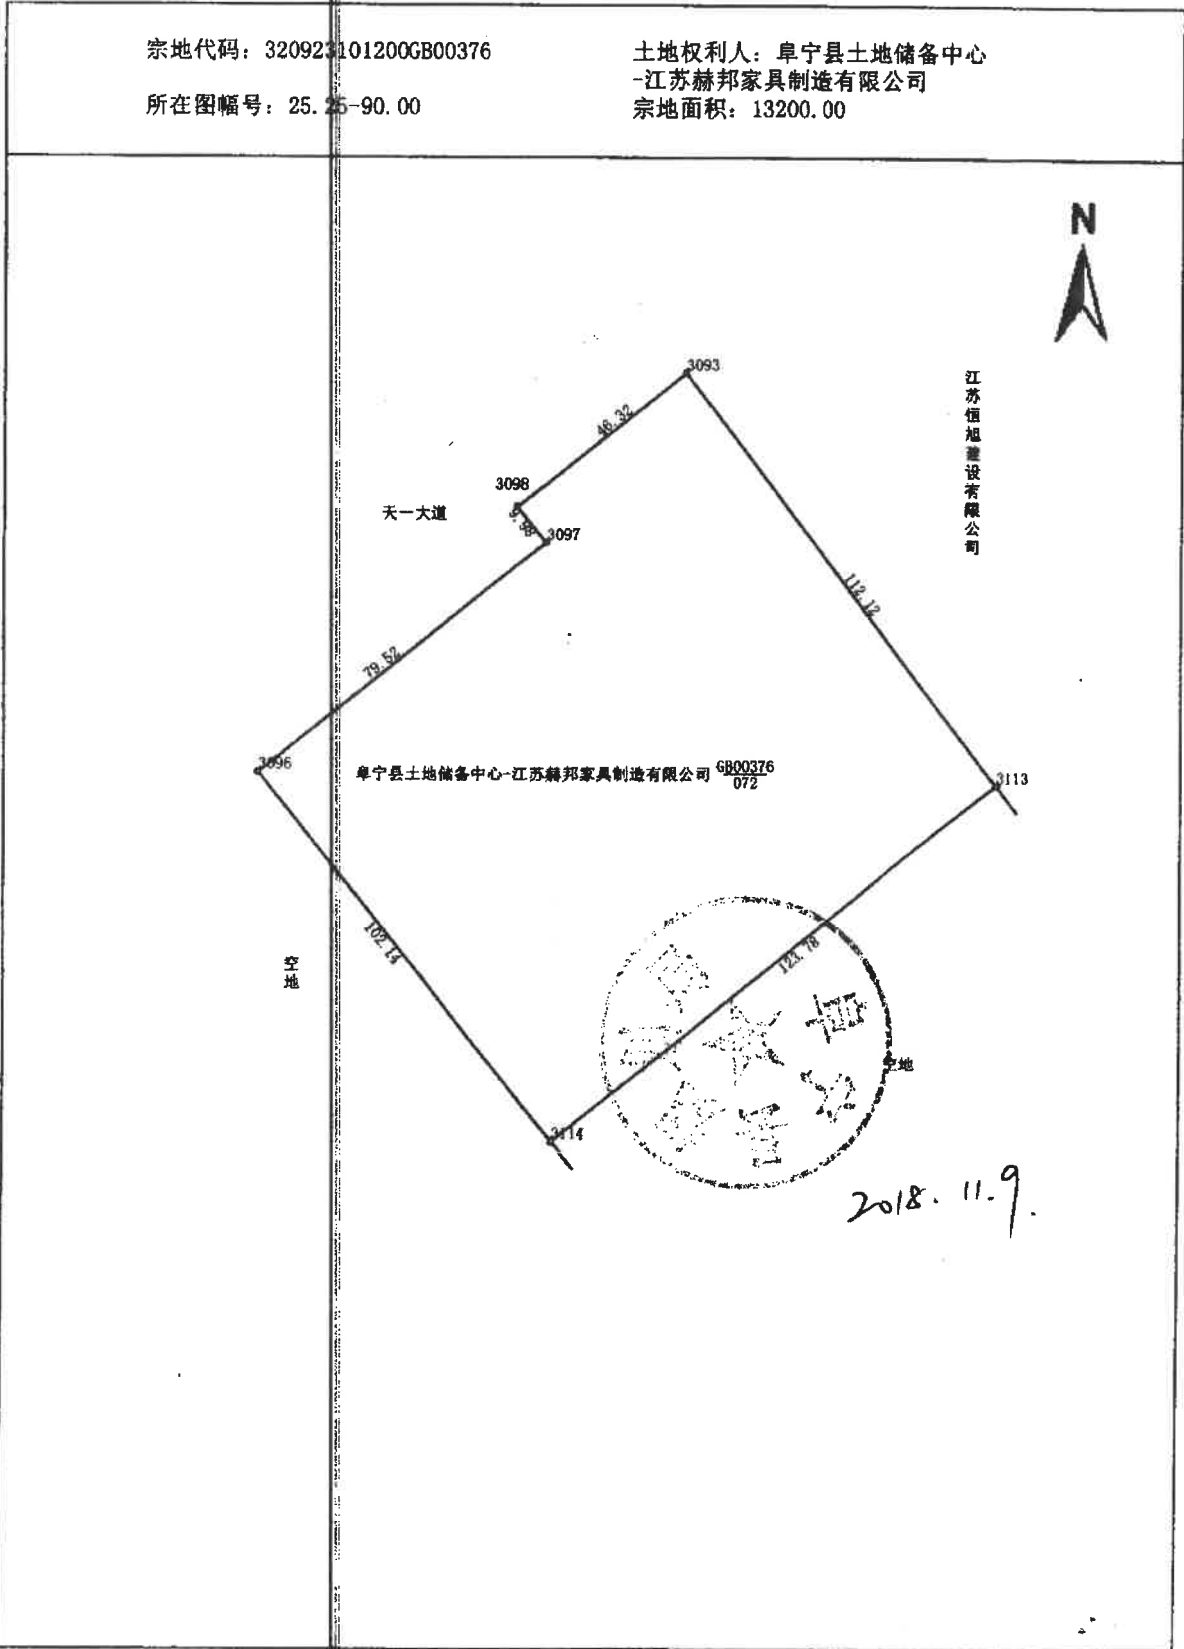 宗地代码：320923101200GB00376
土地权利人：阜宁县土地储备中心
-江苏赫邦家具制造有限公司
所在图幅号：25.25-90.00
宗地面积：13200.00
N
3093
46.32
江苏恒旭建设有限公司
3098
天一大道
9.98
3097
112.12
79.52
3096
阜宁县土地储备中心-江苏赫邦家具制造有限公司
GB00376
072
3113
102.14
123.78
空地
空地
3114
2018.11.9.